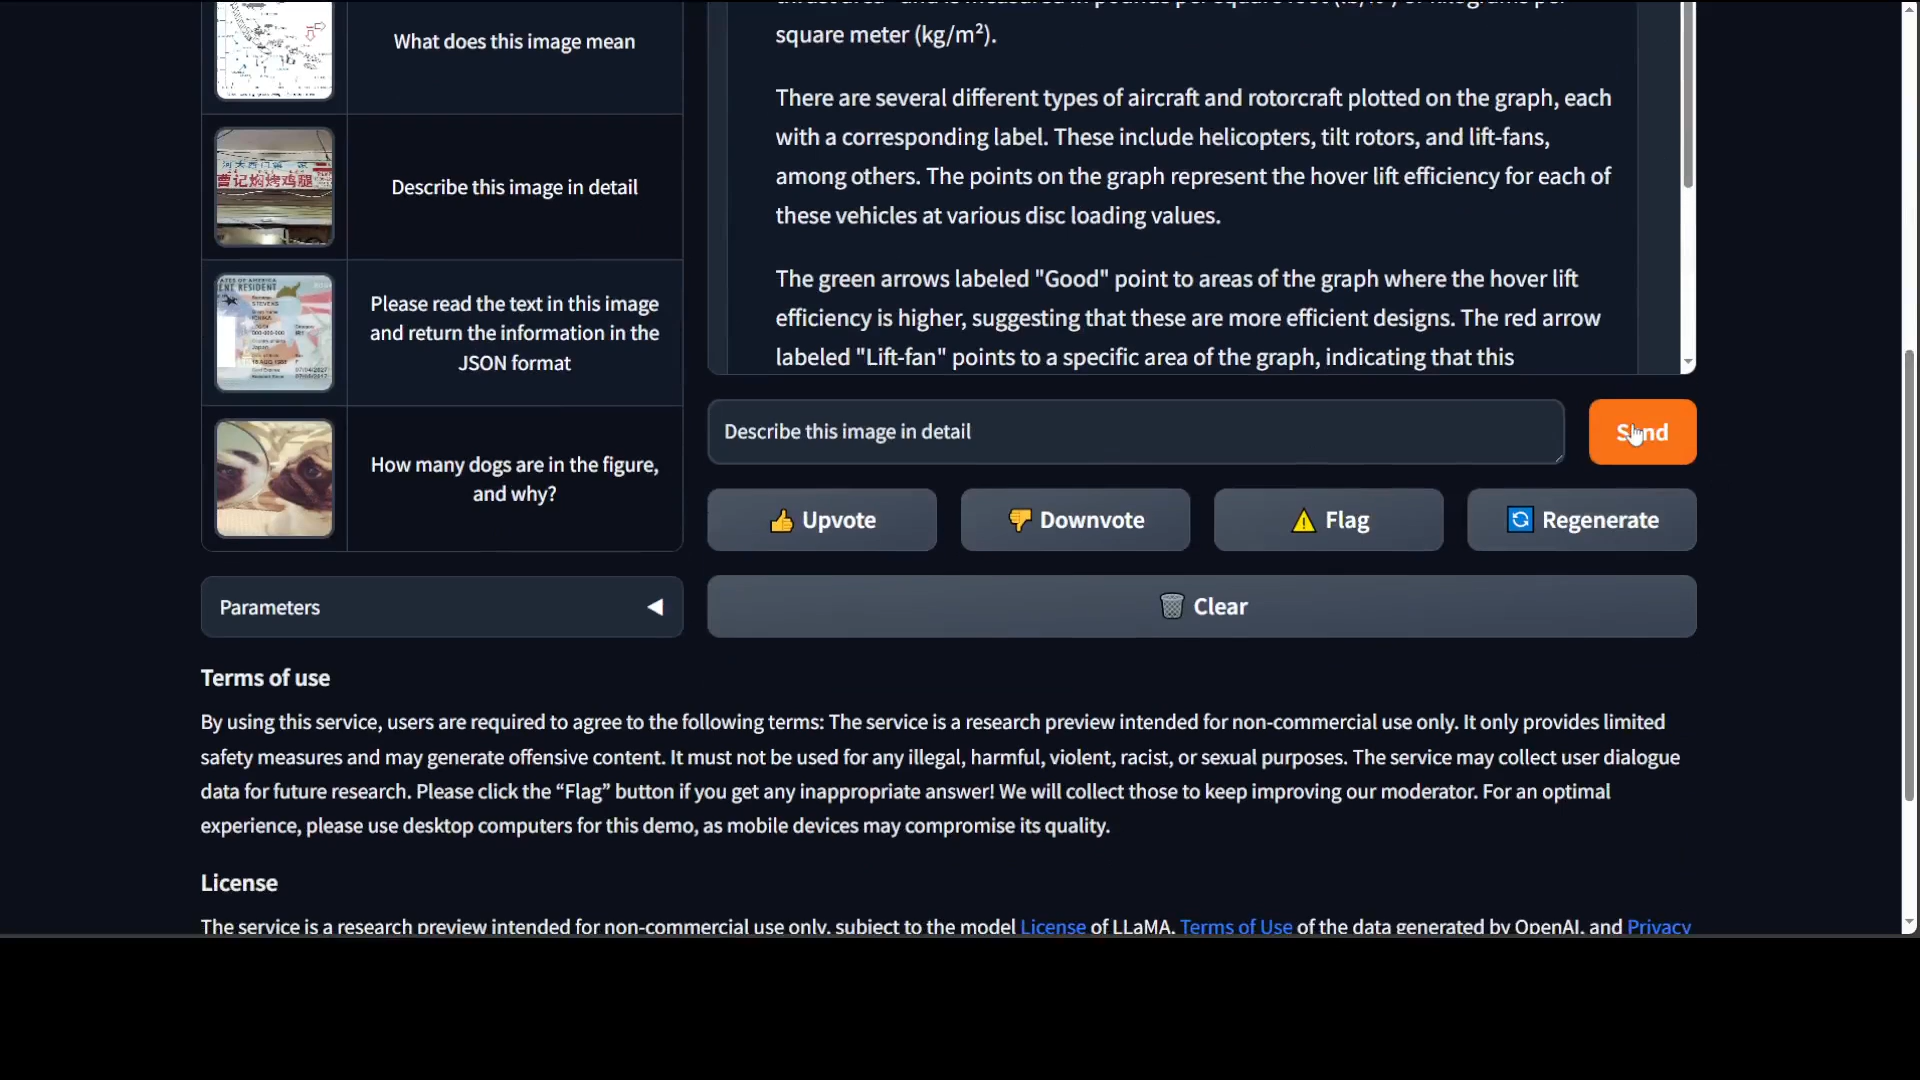 What does this image mean
河大西门第一家
曹记焖烤鸡腿
Describe this image in detail
Please read the text in this image
and return the information in the
JSON format
How many dogs are in the figure,
and why?
Parameters
square meter (kg/m²).
There are several different types of aircraft and rotorcraft plotted on the graph, each
with a corresponding label. These include helicopters, tilt rotors, and lift-fans,
among others. The points on the graph represent the hover lift efficiency for each of
these vehicles at various disc loading values.
The green arrows labeled "Good" point to areas of the graph where the hover lift
efficiency is higher, suggesting that these are more efficient designs. The red arrow
labeled "Lift-fan" points to a specific area of the graph, indicating that this
Describe this image in detail
Send
👍 Upvote
👎 Downvote
⚠️ Flag
🔄 Regenerate
🗑️ Clear
Terms of use
By using this service, users are required to agree to the following terms: The service is a research preview intended for non-commercial use only. It only provides limited
safety measures and may generate offensive content. It must not be used for any illegal, harmful, violent, racist, or sexual purposes. The service may collect user dialogue
data for future research. Please click the “Flag” button if you get any inappropriate answer! We will collect those to keep improving our moderator. For an optimal
experience, please use desktop computers for this demo, as mobile devices may compromise its quality.
License
The service is a research preview intended for non-commercial use only, subject to the model License of LLaMA, Terms of Use of the data generated by OpenAI, and Privacy